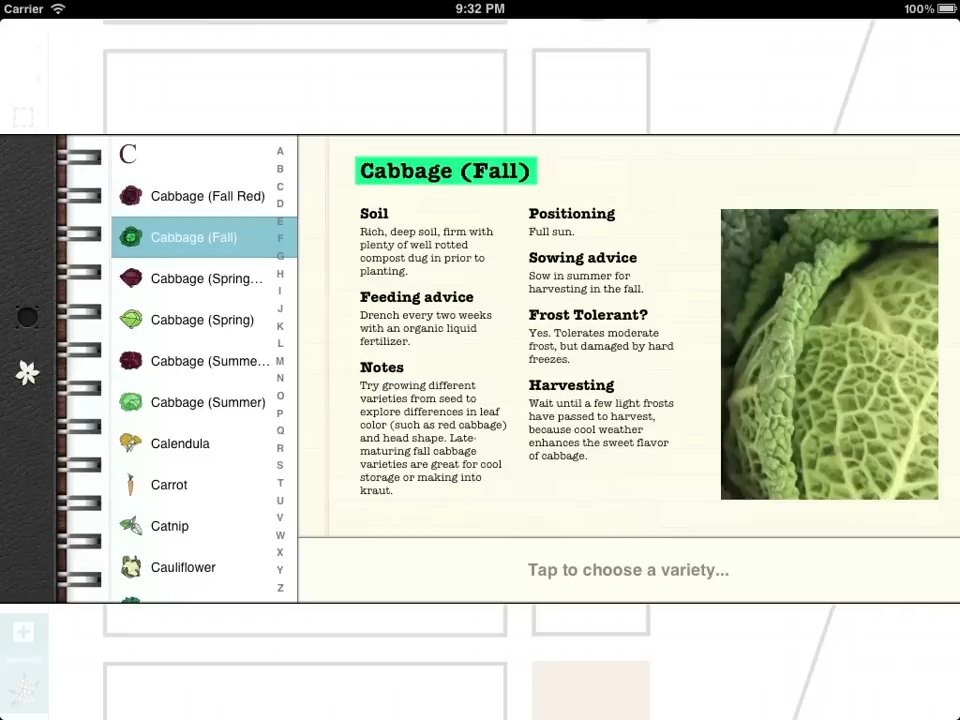 Carrier
9:32 PM
100%
C
Cabbage (Fall Red)
Cabbage (Fall)
Cabbage (Spring...
Cabbage (Spring)
Cabbage (Summe...
Cabbage (Summer)
Calendula
Carrot
Catnip
Cauliflower
A
B
C
D
E
F
G
H
I
J
K
L
M
N
O
P
Q
R
S
T
U
V
W
X
Y
Z
Cabbage (Fall)
Soil
Rich, deep soil, firm with
plenty of well rotted
compost dug in prior to
planting.
Feeding advice
Drench every two weeks
with an organic liquid
fertilizer.
Notes
Try growing different
varieties from seed to
explore differences in leaf
color (such as red cabbage)
and head shape. Late-
maturing fall cabbage
varieties are great for cool
storage or making into
kraut.
Positioning
Full sun.
Sowing advice
Sow in summer for
harvesting in the fall.
Frost Tolerant?
Yes. Tolerates moderate
frost, but damaged by hard
freezes.
Harvesting
Wait until a few light frosts
have passed to harvest,
because cool weather
enhances the sweet flavor
of cabbage.
Tap to choose a variety...